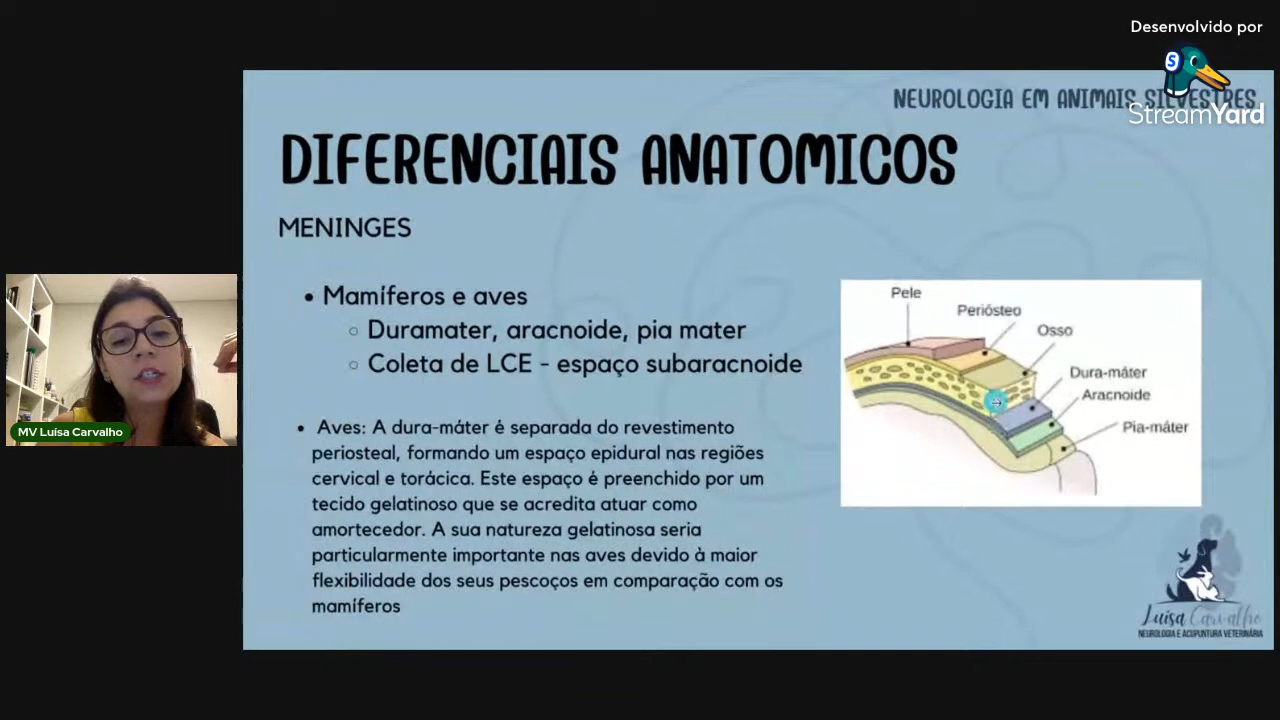 Desenvolvido por
StreamYard
NEUROLOGIA EM ANIMAIS SILVESTRES
DIFERENCIAIS ANATOMICOS
MENINGES
• Mamíferos e aves
◦ Duramater, aracnoide, pia mater
◦ Coleta de LCE - espaço subaracnoide
• Aves: A dura-máter é separada do revestimento
periosteal, formando um espaço epidural nas regiões
cervical e torácica. Este espaço é preenchido por um
tecido gelatinoso que se acredita atuar como
amortecedor. A sua natureza gelatinosa seria
particularmente importante nas aves devido à maior
flexibilidade dos seus pescoços em comparação com os
mamíferos
Pele
Periósteo
Osso
Dura-máter
Aracnoide
Pia-máter
MV Luísa Carvalho
Luísa Carvalho
NEUROLOGIA E ACUPUNTURA VETERINÁRIA